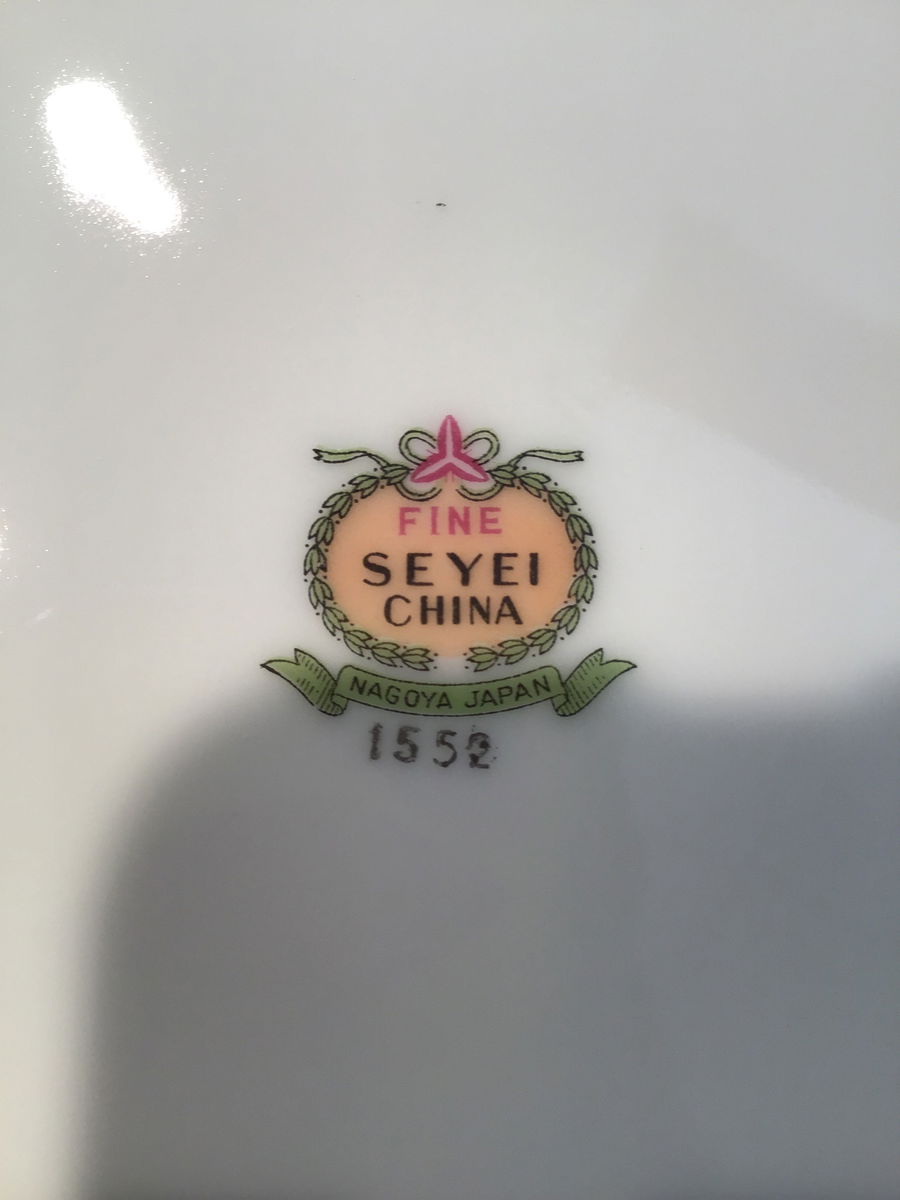 FINE
SEYEI
CHINA
NAGOYA JAPAN
1552